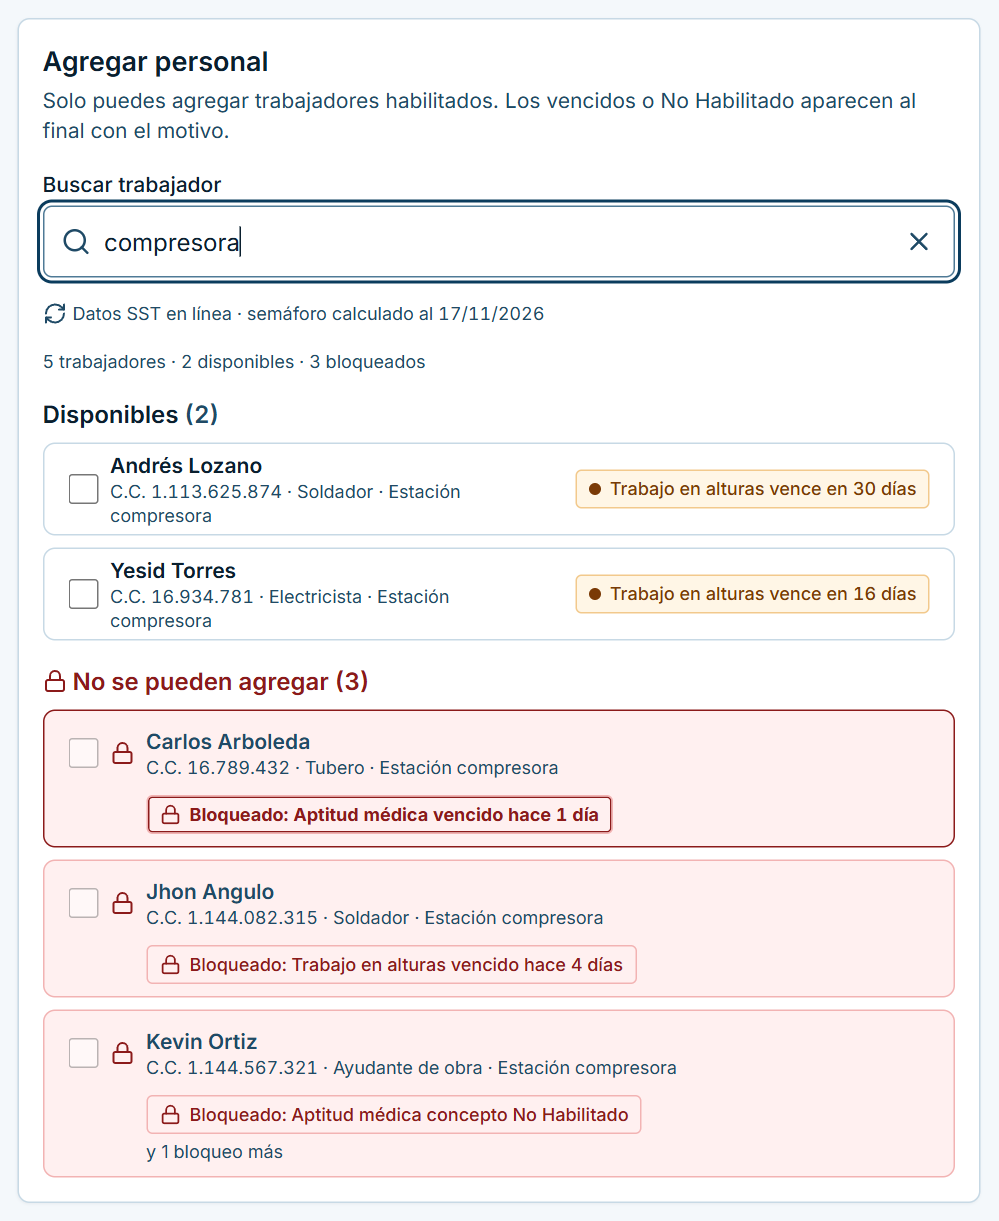 Agregar personal
Solo puedes agregar trabajadores habilitados. Los vencidos o No Habilitado aparecen al
final con el motivo.
Buscar trabajador
compresora
Datos SST en línea · semáforo calculado al 17/11/2026
5 trabajadores · 2 disponibles · 3 bloqueados
Disponibles (2)
Andrés Lozano
C.C. 1.113.625.874 · Soldador · Estación
compresora
Trabajo en alturas vence en 30 días
Yesid Torres
C.C. 16.934.781 · Electricista · Estación
compresora
Trabajo en alturas vence en 16 días
No se pueden agregar (3)
Carlos Arboleda
C.C. 16.789.432 · Tubero · Estación compresora
Bloqueado: Aptitud médica vencido hace 1 día
Jhon Angulo
C.C. 1.144.082.315 · Soldador · Estación compresora
Bloqueado: Trabajo en alturas vencido hace 4 días
Kevin Ortiz
C.C. 1.144.567.321 · Ayudante de obra · Estación compresora
Bloqueado: Aptitud médica concepto No Habilitado
y 1 bloqueo más